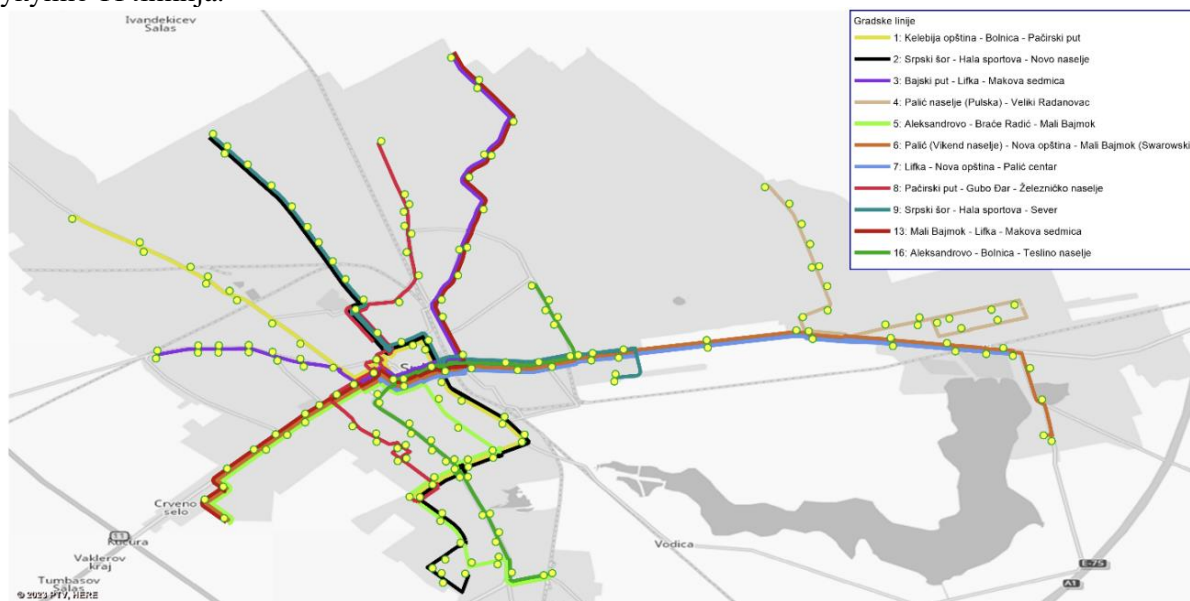 Ivandekicev
Salas
Gradske linije
1: Kelebija opština - Bolnica - Pačirski put
2: Srpski šor - Hala sportova - Novo naselje
3: Bajski put - Lifka - Makova sedmica
4: Palić naselje (Pulska) - Veliki Radanovac
5: Aleksandrovo - Braće Radić - Mali Bajmok
6: Palić (Vikend naselje) - Nova opština - Mali Bajmok (Swarowski
7: Lifka - Nova opština - Palić centar
8: Pačirski put - Gubo Đar - Železničko naselje
9: Srpski šor - Hala sportova - Sever
13: Mali Bajmok - Lifka - Makova sedmica
16: Aleksandrovo - Bolnica - Teslino naselje
Crveno
selo
Kućura
Vaklerov
kraj
Tumbasov
Salas
Vodica
E-75
A1
© 2023 PTV, HERE